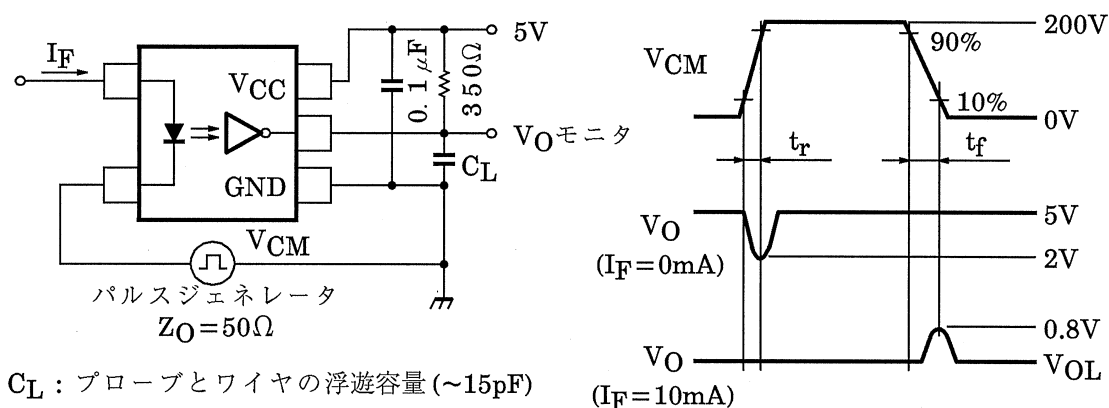 I_F
V_CC
GND
0.1μF
350Ω
5V
V_Oモニタ
C_L
V_CM
パルスジェネレータ
Z_O=50Ω
C_L : プローブとワイヤの浮遊容量(~15pF)
V_CM
200V
90%
10%
0V
t_r
t_f
V_O
(I_F=0mA)
5V
2V
0.8V
V_O
(I_F=10mA)
V_OL